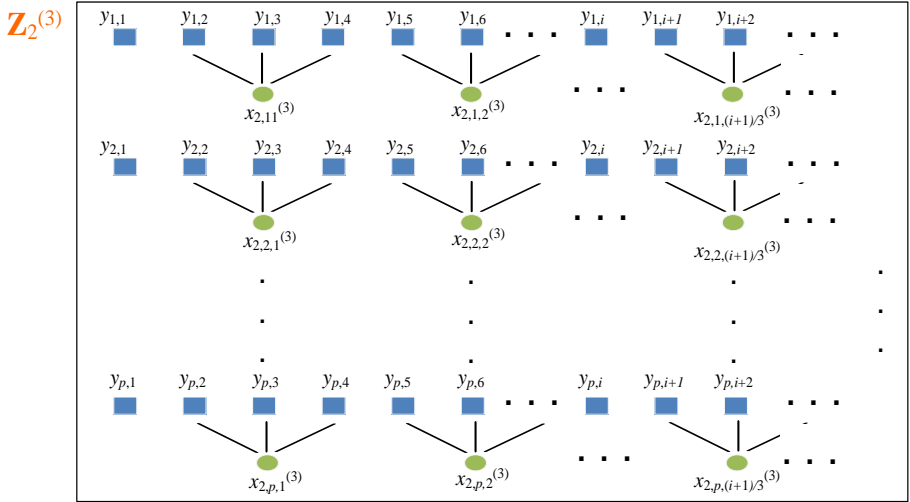 Z₂⁽³⁾
y₁,₁ y₁,₂ y₁,₃ y₁,₄ y₁,₅ y₁,₆ . . . y₁,ᵢ y₁,ᵢ₊₁ y₁,ᵢ₊₂ . . .
. . . . . .
x₂,₁₁⁽³⁾ x₂,₁,₂⁽³⁾ x₂,₁,₍ᵢ₊₁₎/₃⁽³⁾
y₂,₁ y₂,₂ y₂,₃ y₂,₄ y₂,₅ y₂,₆ . . . y₂,ᵢ y₂,ᵢ₊₁ y₂,ᵢ₊₂ . . .
. . . . . .
x₂,₂,₁⁽³⁾ x₂,₂,₂⁽³⁾ x₂,₂,₍ᵢ₊₁₎/₃⁽³⁾
. . . .
. . . .
. . . .
yₚ,₁ yₚ,₂ yₚ,₃ yₚ,₄ yₚ,₅ yₚ,₆ . . . yₚ,ᵢ yₚ,ᵢ₊₁ yₚ,ᵢ₊₂ . . .
. . . . . .
x₂,ₚ,₁⁽³⁾ x₂,ₚ,₂⁽³⁾ x₂,ₚ,₍ᵢ₊₁₎/₃⁽³⁾